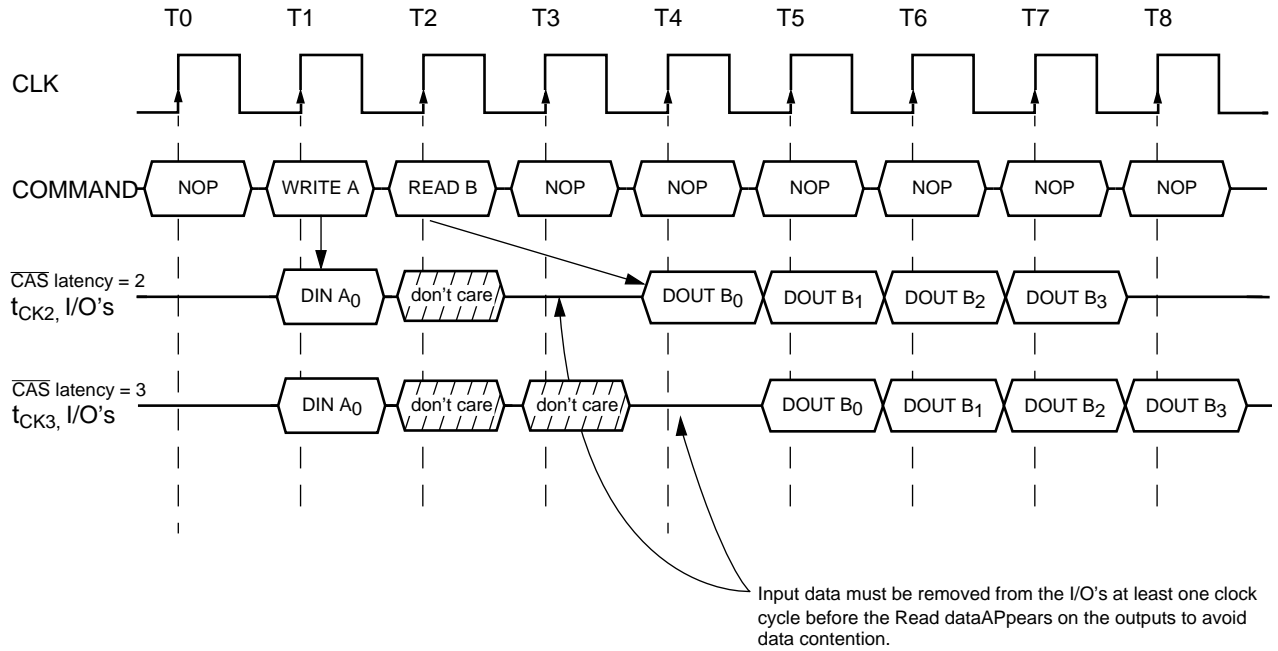 T0 T1 T2 T3 T4 T5 T6 T7 T8
CLK
COMMAND NOP WRITE A READ B NOP NOP NOP NOP NOP NOP
CAS latency = 2
tCK2, I/O's DIN A0 don't care DOUT B0 DOUT B1 DOUT B2 DOUT B3
CAS latency = 3
tCK3, I/O's DIN A0 don't care don't care DOUT B0 DOUT B1 DOUT B2 DOUT B3
Input data must be removed from the I/O's at least one clock
cycle before the Read dataAPpears on the outputs to avoid
data contention.